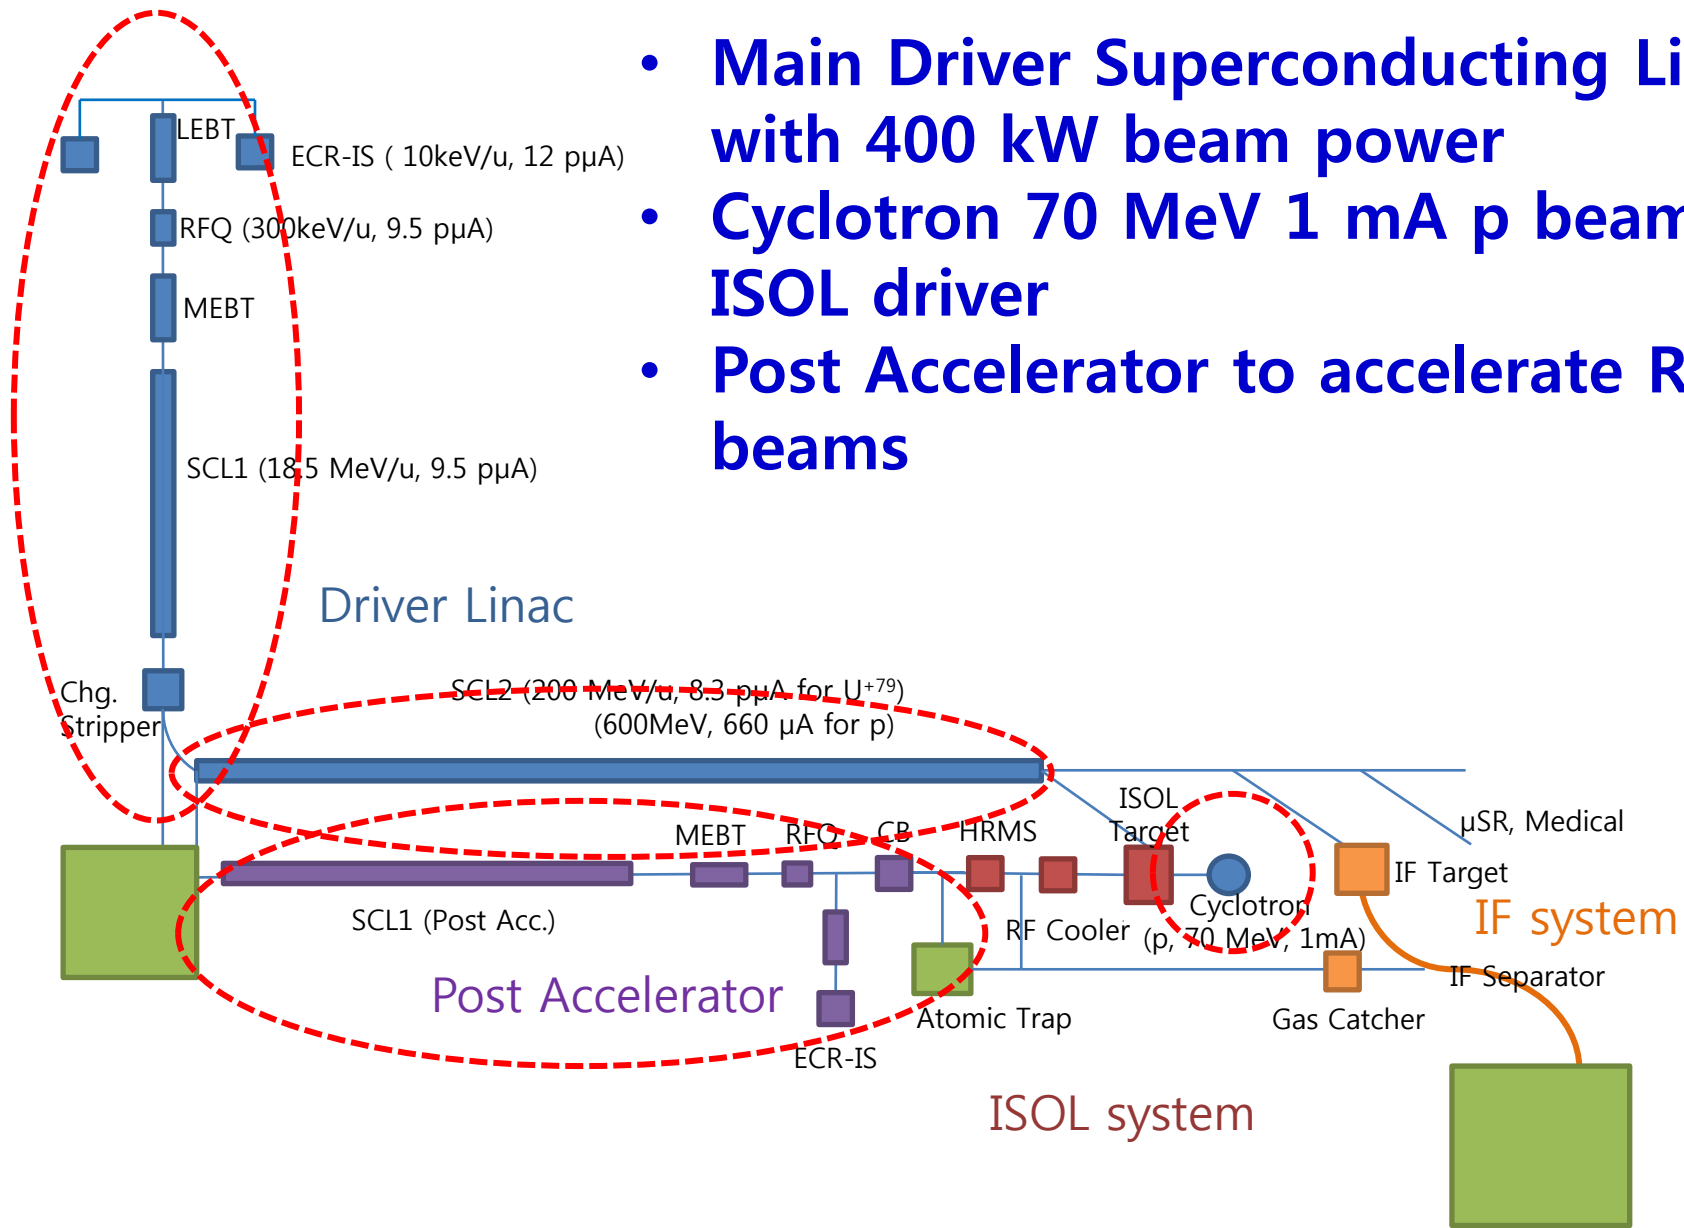 • Main Driver Superconducting Li
with 400 kW beam power
• Cyclotron 70 MeV 1 mA p beam
ISOL driver
• Post Accelerator to accelerate R
beams
LEBT
ECR-IS ( 10keV/u, 12 pµA)
RFQ (300keV/u, 9.5 pµA)
MEBT
SCL1 (18.5 MeV/u, 9.5 pµA)
Driver Linac
Chg.
Stripper
SCL2 (200 MeV/u, 8.3 pµA for U⁺⁷⁹)
(600MeV, 660 µA for p)
ISOL
Target
µSR, Medical
MEBT
RFQ
CB
HRMS
IF Target
SCL1 (Post Acc.)
RF Cooler
Cyclotron
(p, 70 MeV, 1mA)
IF system
IF Separator
Post Accelerator
Atomic Trap
Gas Catcher
ECR-IS
ISOL system